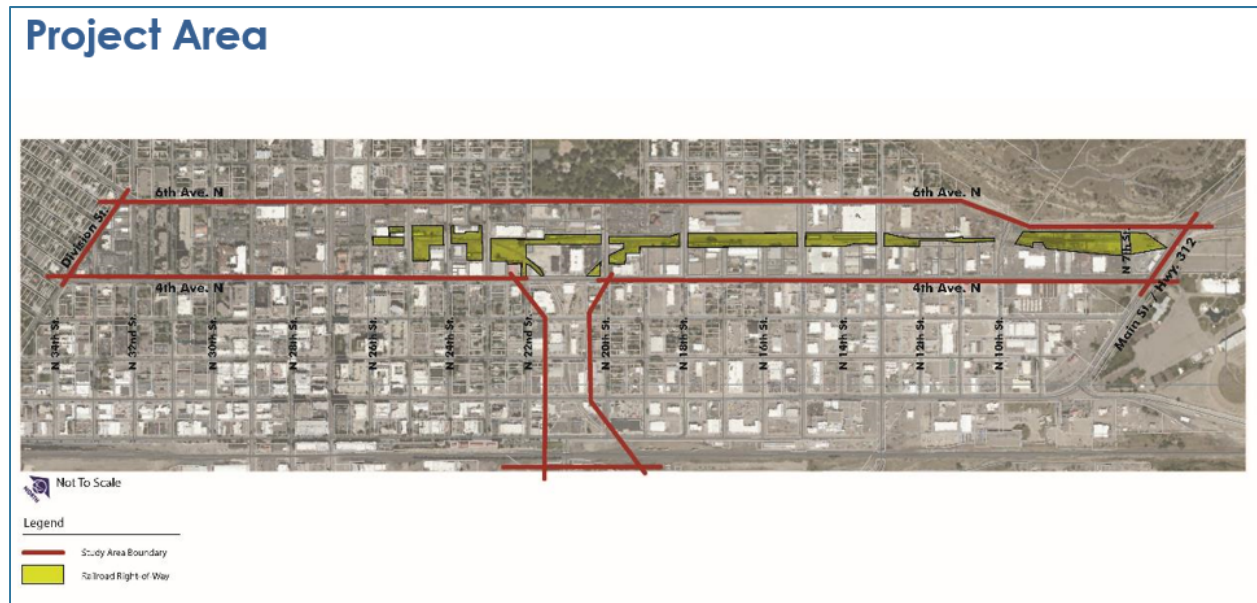 Project Area
6th Ave. N
6th Ave. N
Division St.
N 7th St.
4th Ave. N
4th Ave. N
Main St. / Hwy. 312
N 34th St.
N 32nd St.
N 30th St.
N 28th St.
N 26th St.
N 24th St.
N 22nd St.
N 20th St.
N 18th St.
N 16th St.
N 14th St.
N 12th St.
N 10th St.
NORTH
Not To Scale
Legend
Study Area Boundary
Railroad Right-of-Way